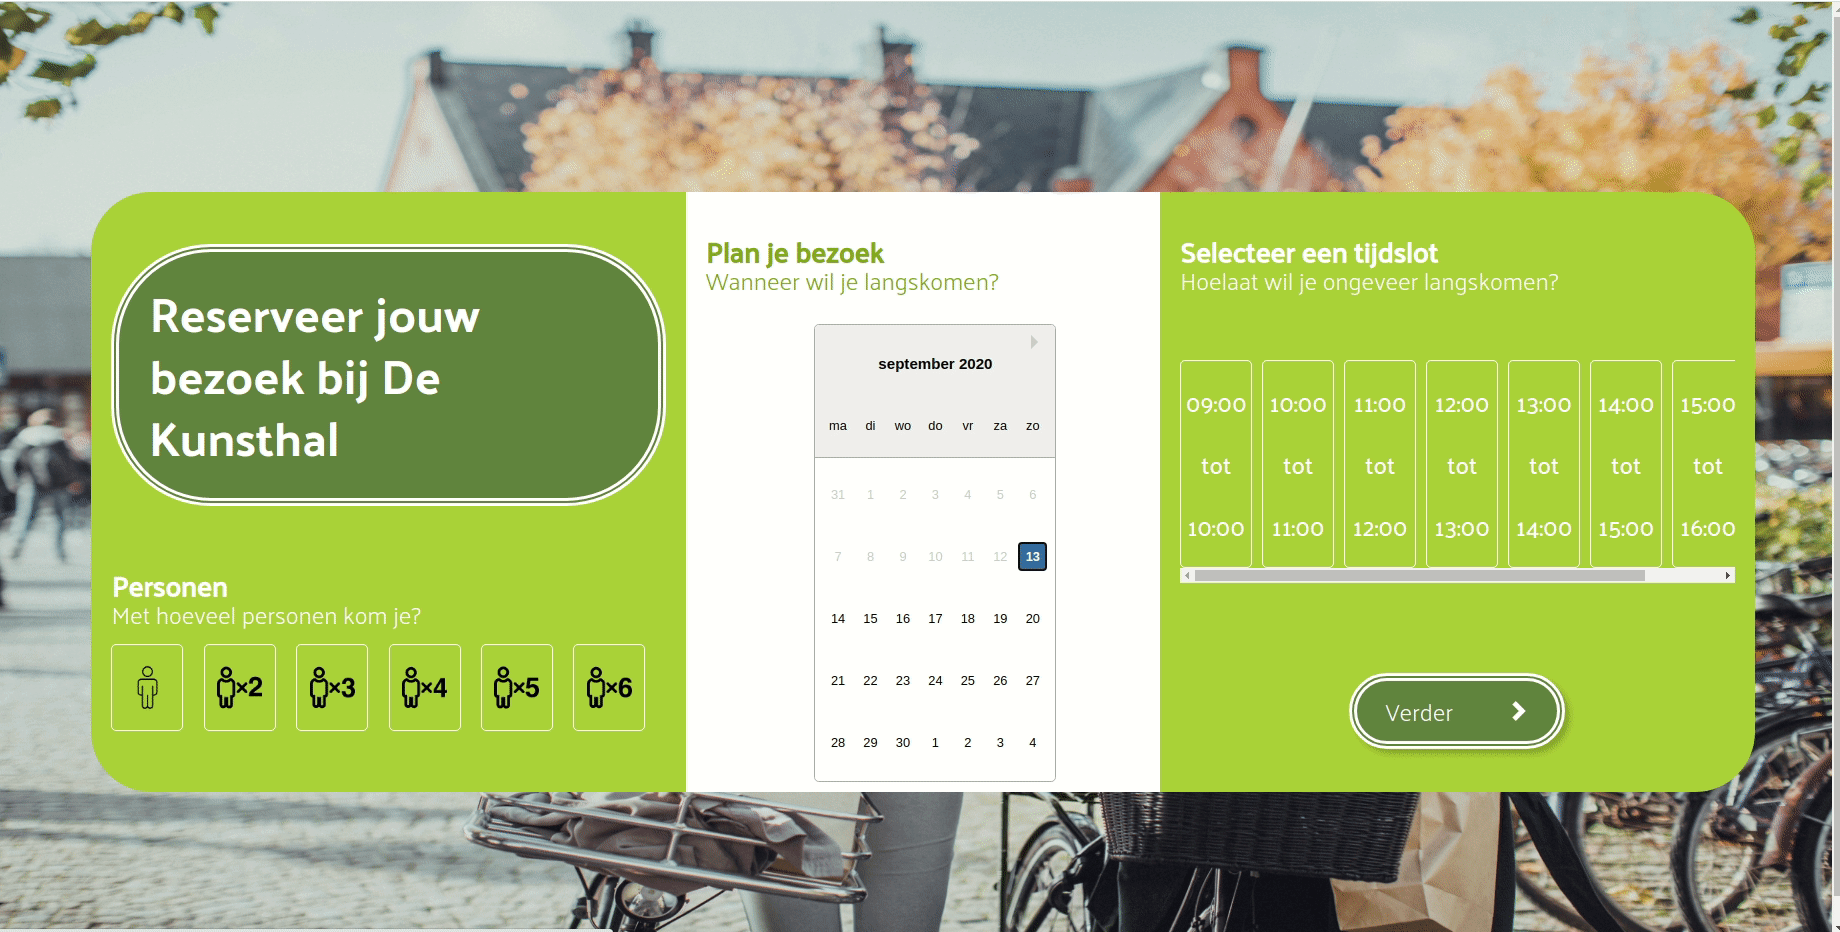 Reserveer jouw
bezoek bij De
Kunsthal
Personen
Met hoeveel personen kom je?
×2 ×3 ×4 ×5 ×6
Plan je bezoek
Wanneer wil je langskomen?
september 2020
ma di wo do vr za zo
31 1 2 3 4 5 6
7 8 9 10 11 12 13
14 15 16 17 18 19 20
21 22 23 24 25 26 27
28 29 30 1 2 3 4
Selecteer een tijdslot
Hoelaat wil je ongeveer langskomen?
09:00 10:00 11:00 12:00 13:00 14:00 15:00
tot tot tot tot tot tot tot
10:00 11:00 12:00 13:00 14:00 15:00 16:00
Verder